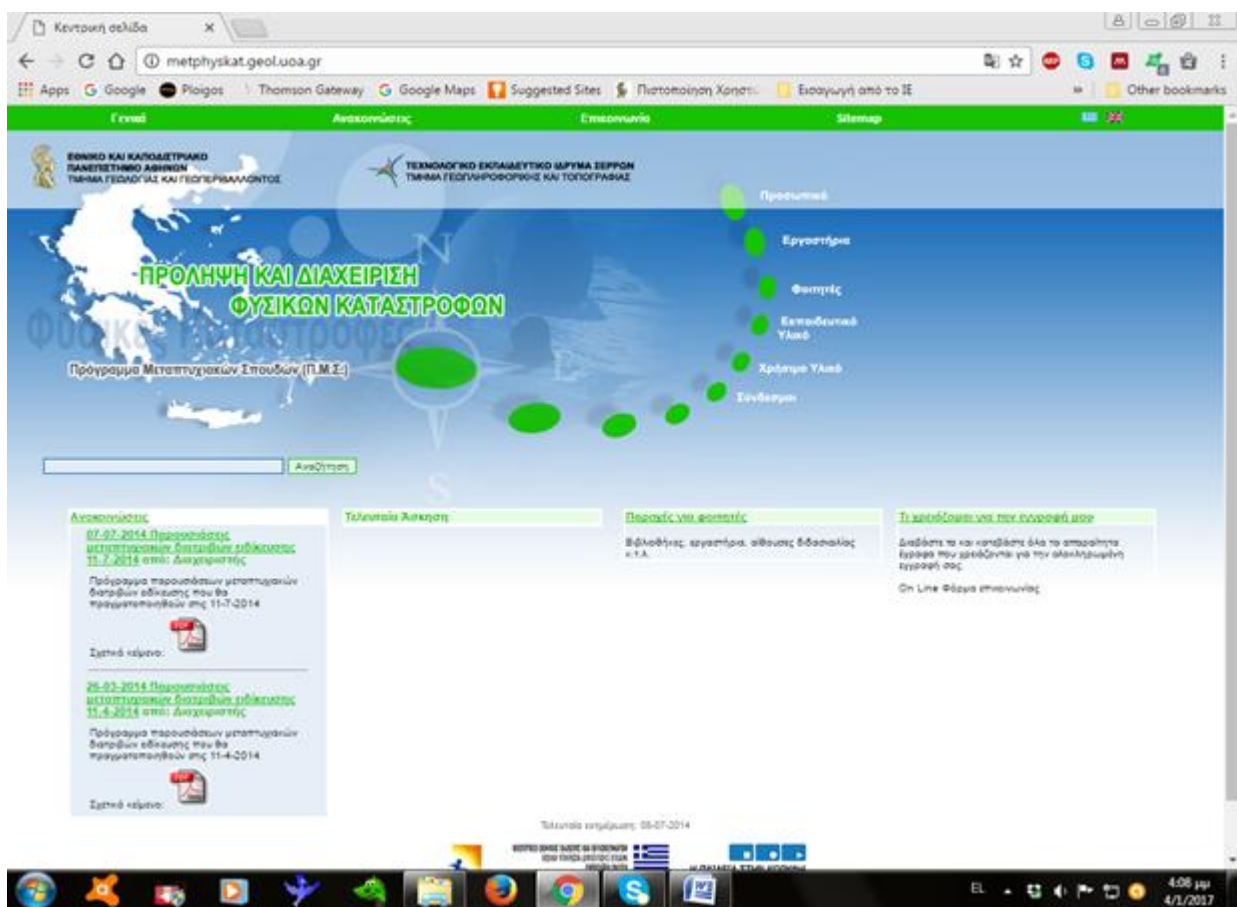 Κεντρική σελίδα
metphyskat.geol.uoa.gr
Apps Google Ploigos Thomson Gateway Google Maps Suggested Sites Πιστοποίηση Χρηστ Εισαγωγή από το IE » Other bookmarks
Γενικά Ανακοινώσεις Επικοινωνία Sitemap
ΕΘΝΙΚΟ ΚΑΙ ΚΑΠΟΔΙΣΤΡΙΑΚΟ
ΠΑΝΕΠΙΣΤΗΜΙΟ ΑΘΗΝΩΝ
ΤΜΗΜΑ ΓΕΩΛΟΓΙΑΣ ΚΑΙ ΓΕΩΠΕΡΙΒΑΛΛΟΝΤΟΣ
ΤΕΧΝΟΛΟΓΙΚΟ ΕΚΠΑΙΔΕΥΤΙΚΟ ΙΔΡΥΜΑ ΣΕΡΡΩΝ
ΤΜΗΜΑ ΓΕΩΠΛΗΡΟΦΟΡΙΚΗΣ ΚΑΙ ΤΟΠΟΓΡΑΦΙΑΣ
Προσωπικό
Εργαστήρια
Φοιτητές
Εκπαιδευτικό
Υλικό
Χρήσιμο Υλικό
Σύνδεσμοι
N
E
S
ΠΡΟΛΗΨΗ ΚΑΙ ΔΙΑΧΕΙΡΙΣΗ
ΦΥΣΙΚΩΝ ΚΑΤΑΣΤΡΟΦΩΝ
Φυσικές Καταστροφές
Πρόγραμμα Μεταπτυχιακών Σπουδών (Π.Μ.Σ.)
Αναζήτηση
Ανακοινώσεις
07-07-2014 Παρουσιάσεις
μεταπτυχιακών διατριβών ειδίκευσης
11-7-2014 από: Διαχειριστής
Πρόγραμμα παρουσιάσεων μεταπτυχιακών
διατριβών ειδίκευσης που θα
πραγματοποιηθούν στις 11-7-2014
PDF
Σχετικό κείμενο:
26-03-2014 Παρουσιάσεις
μεταπτυχιακών διατριβών ειδίκευσης
11-4-2014 από: Διαχειριστής
Πρόγραμμα παρουσιάσεων μεταπτυχιακών
διατριβών ειδίκευσης που θα
πραγματοποιηθούν στις 11-4-2014
PDF
Σχετικό κείμενο:
Τελευταία Άσκηση
Παροχές για φοιτητές
Βιβλιοθήκες, εργαστήρια, αίθουσες διδασκαλίας
κ.τ.λ.
Τι χρειάζομαι για την εγγραφή μου
Διαβάστε το και κατεβάστε όλα τα απαραίτητα
έγραφα που χρειάζονται για την ολοκληρωμένη
εγγραφή σας
On Line Φόρμα επικοινωνίας
Τελευταία ενημέρωση: 08-07-2014
EL
4:08 μμ
4/1/2017